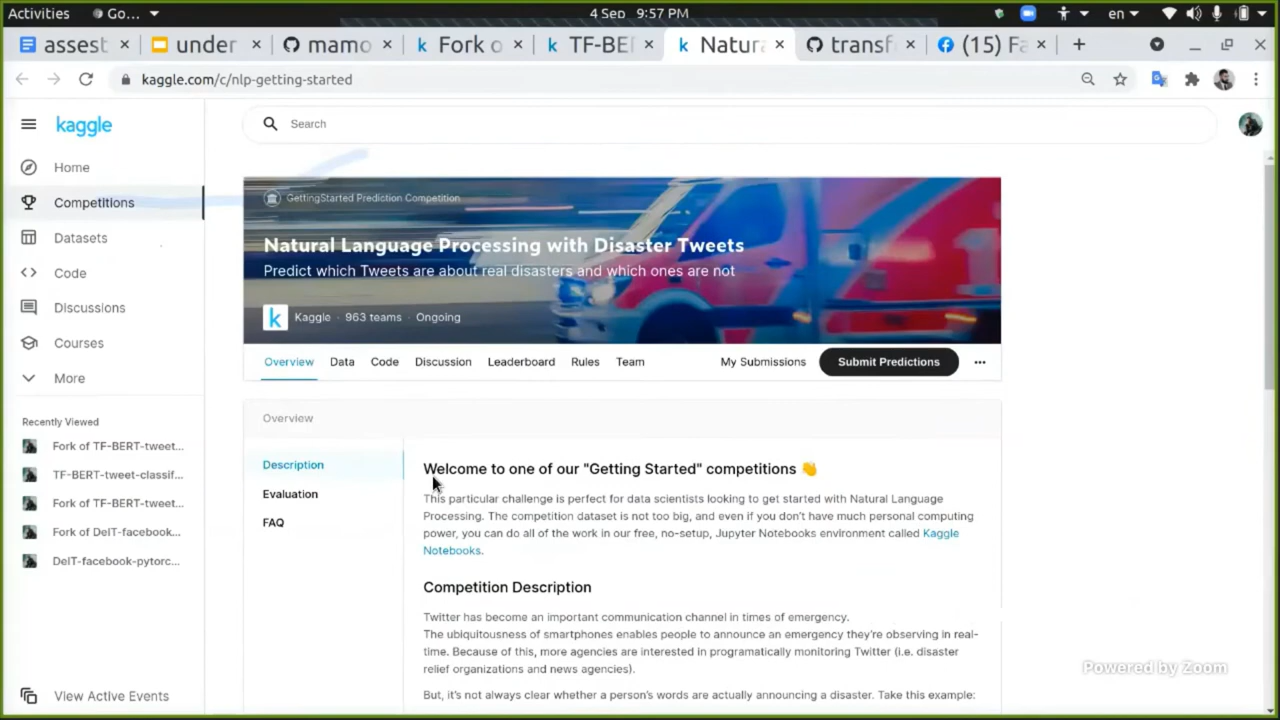 Activities Go... 4 Sep 9:57 PM en
assest under mamo Fork o TF-BE Natura transf (15) Fa
kaggle.com/c/nlp-getting-started
kaggle
Search
Home
Competitions
Datasets
Code
Discussions
Courses
More
Recently Viewed
Fork of TF-BERT-tweet...
TF-BERT-tweet-classif...
Fork of TF-BERT-tweet...
Fork of DeIT-facebook...
DeIT-facebook-pytorc...
View Active Events
GettingStarted Prediction Competition
Natural Language Processing with Disaster Tweets
Predict which Tweets are about real disasters and which ones are not
k Kaggle · 963 teams · Ongoing
Overview Data Code Discussion Leaderboard Rules Team My Submissions Submit Predictions
Overview
Description
Evaluation
FAQ
Welcome to one of our "Getting Started" competitions 👋
This particular challenge is perfect for data scientists looking to get started with Natural Language
Processing. The competition dataset is not too big, and even if you don't have much personal computing
power, you can do all of the work in our free, no-setup, Jupyter Notebooks environment called Kaggle
Notebooks.
Competition Description
Twitter has become an important communication channel in times of emergency.
The ubiquitousness of smartphones enables people to announce an emergency they're observing in real-
time. Because of this, more agencies are interested in programatically monitoring Twitter (i.e. disaster
relief organizations and news agencies).
But, it's not always clear whether a person's words are actually announcing a disaster. Take this example:
Powered by Zoom